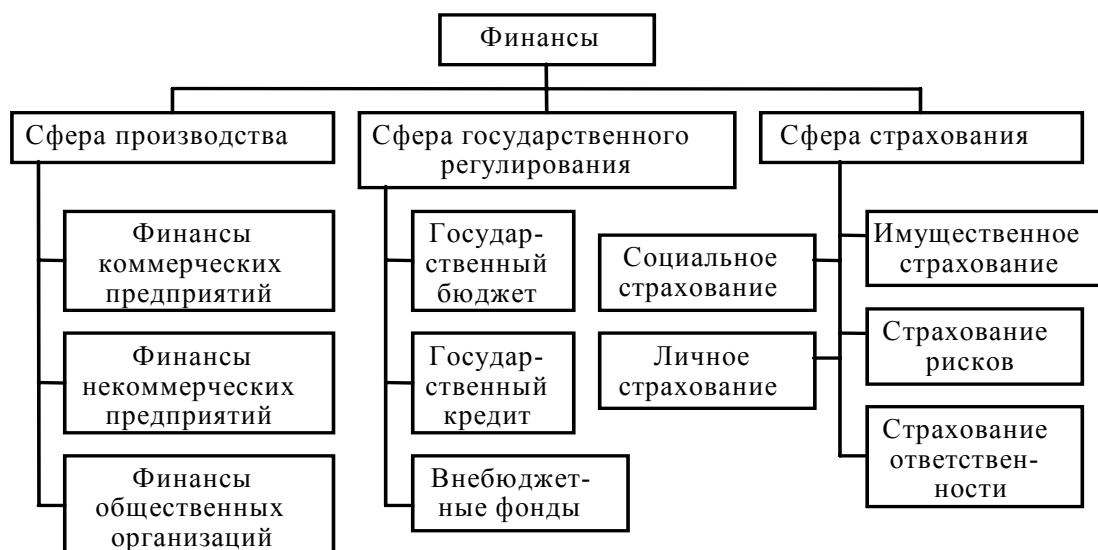 Финансы
Сфера производства
Сфера государственного
регулирования
Сфера страхования
Финансы
коммерческих
предприятий
Финансы
некоммерческих
предприятий
Финансы
общественных
организаций
Государ-
ственный
бюджет
Государ-
ственный
кредит
Внебюджет-
ные фонды
Социальное
страхование
Личное
страхование
Имущественное
страхование
Страхование
рисков
Страхование
ответствен-
ности